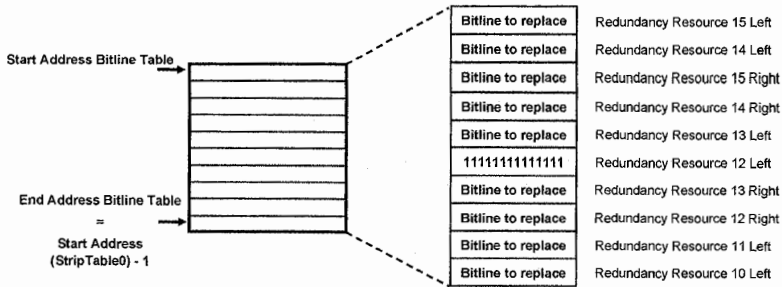 Start Address Bitline Table
End Address Bitline Table
=
Start Address
(StripTable0) - 1
Bitline to replace Redundancy Resource 15 Left
Bitline to replace Redundancy Resource 14 Left
Bitline to replace Redundancy Resource 15 Right
Bitline to replace Redundancy Resource 14 Right
Bitline to replace Redundancy Resource 13 Left
11111111111111 Redundancy Resource 12 Left
Bitline to replace Redundancy Resource 13 Right
Bitline to replace Redundancy Resource 12 Right
Bitline to replace Redundancy Resource 11 Left
Bitline to replace Redundancy Resource 10 Left